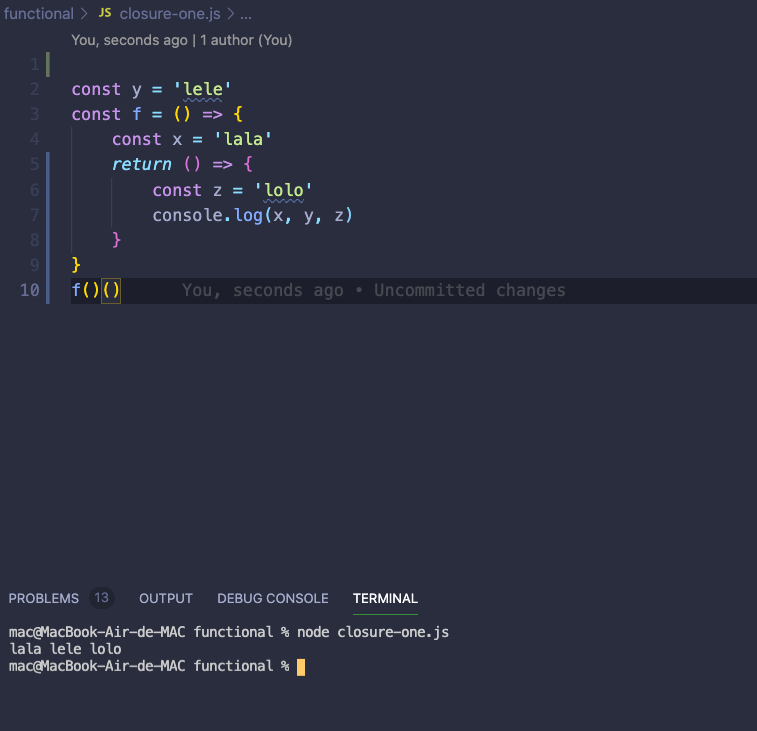 functional > JS closure-one.js > ...
You, seconds ago | 1 author (You)
1
2 const y = 'lele'
3 const f = () => {
4 const x = 'lala'
5 return () => {
6 const z = 'lolo'
7 console.log(x, y, z)
8 }
9 }
10 f()() You, seconds ago • Uncommitted changes
PROBLEMS 13 OUTPUT DEBUG CONSOLE TERMINAL
mac@MacBook-Air-de-MAC functional % node closure-one.js
lala lele lolo
mac@MacBook-Air-de-MAC functional %